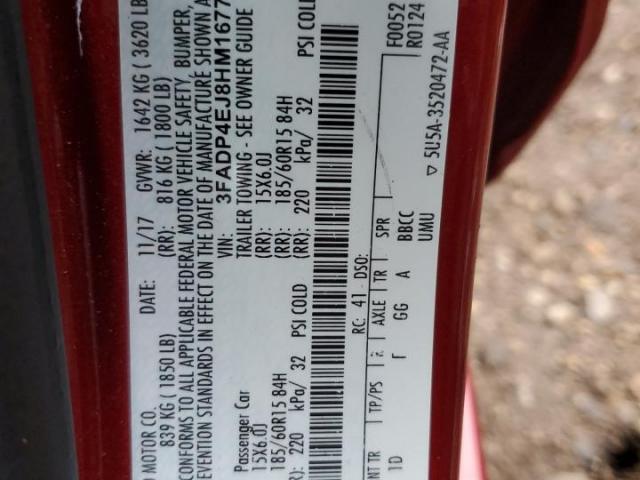 D MOTOR CO. DATE: 11/17 GVWR: 1642 KG ( 3620 LB
839 KG ( 1850 LB) (RR): 816 KG ( 1800 LB)
CONFORMS TO ALL APPLICABLE FEDERAL MOTOR VEHICLE SAFETY BUMPER,
EVENTION STANDARDS IN EFFECT ON THE DATE OF MANUFACTURE SHOWN A
VIN: 3FADP4EJ8HM1677
Passenger Car TRAILER TOWING - SEE OWNER GUIDE
15X6.0J (RR): 15X6.0J
185/60R15 84H (RR): 185/60R15 84H
R): 220 kPa/ 32 PSI COLD (RR): 220 kPa/ 32 PSI COLD
RC: 41 DSO:
INT TR TP/PS R AXLE TR SPR F0052
1D GG A BBCC R0124
UMU ▽ 5U5A-3520472-AA